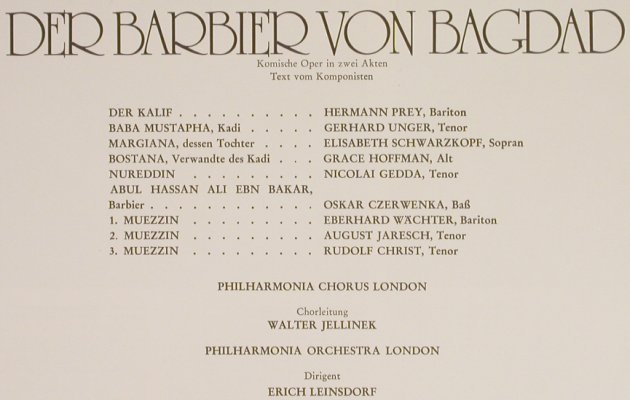 DER BARBIER VON BAGDAD
Komische Oper in zwei Akten
Text vom Komponisten
DER KALIF . . . . . . . . . . HERMANN PREY, Bariton
BABA MUSTAPHA, Kadi . . . . . GERHARD UNGER, Tenor
MARGIANA, dessen Tochter . . . . ELISABETH SCHWARZKOPF, Sopran
BOSTANA, Verwandte des Kadi . . . GRACE HOFFMAN, Alt
NUREDDIN . . . . . . . . . NICOLAI GEDDA, Tenor
ABUL HASSAN ALI EBN BAKAR,
Barbier . . . . . . . . . . . . OSKAR CZERWENKA, Baß
1. MUEZZIN . . . . . . . . . EBERHARD WÄCHTER, Bariton
2. MUEZZIN . . . . . . . . . AUGUST JARESCH, Tenor
3. MUEZZIN . . . . . . . . . RUDOLF CHRIST, Tenor
PHILHARMONIA CHORUS LONDON
Chorleitung
WALTER JELLINEK
PHILHARMONIA ORCHESTRA LONDON
Dirigent
ERICH LEINSDORF